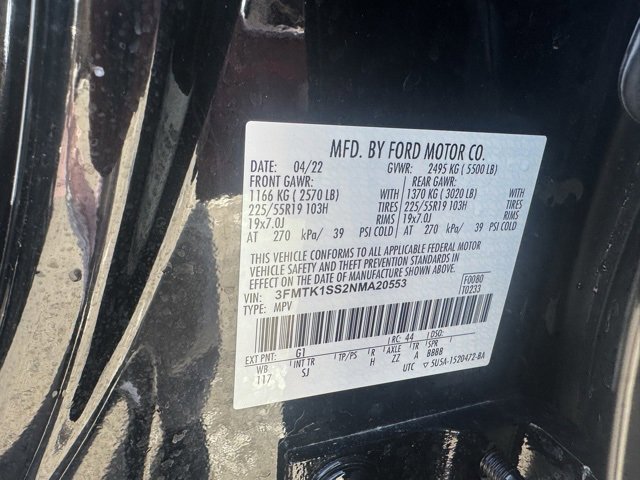 MFD. BY FORD MOTOR CO.
DATE: 04/22 GVWR: 2495 KG ( 5500 LB)
FRONT GAWR: REAR GAWR:
1166 KG ( 2570 LB) WITH 1370 KG ( 3020 LB) WITH
225/55R19 103H TIRES 225/55R19 103H TIRES
19x7.0J RIMS 19x7.0J RIMS
AT 270 kPa/ 39 PSI COLD AT 270 kPa/ 39 PSI COLD
THIS VEHICLE CONFORMS TO ALL APPLICABLE FEDERAL MOTOR
VEHICLE SAFETY AND THEFT PREVENTION STANDARDS IN
EFFECT ON THE DATE OF MANUFACTURE SHOWN ABOVE.
VIN: 3FMTK1SS2NMA20553 F0080
TYPE: MPV T0233
EXT PNT: G1 RC: 44 DSO:
WB INT TR TP/PS R AXLE TR SPR
117 SJ H ZZ A BBBB
UTC ▽ 5U5A-1520472-BA